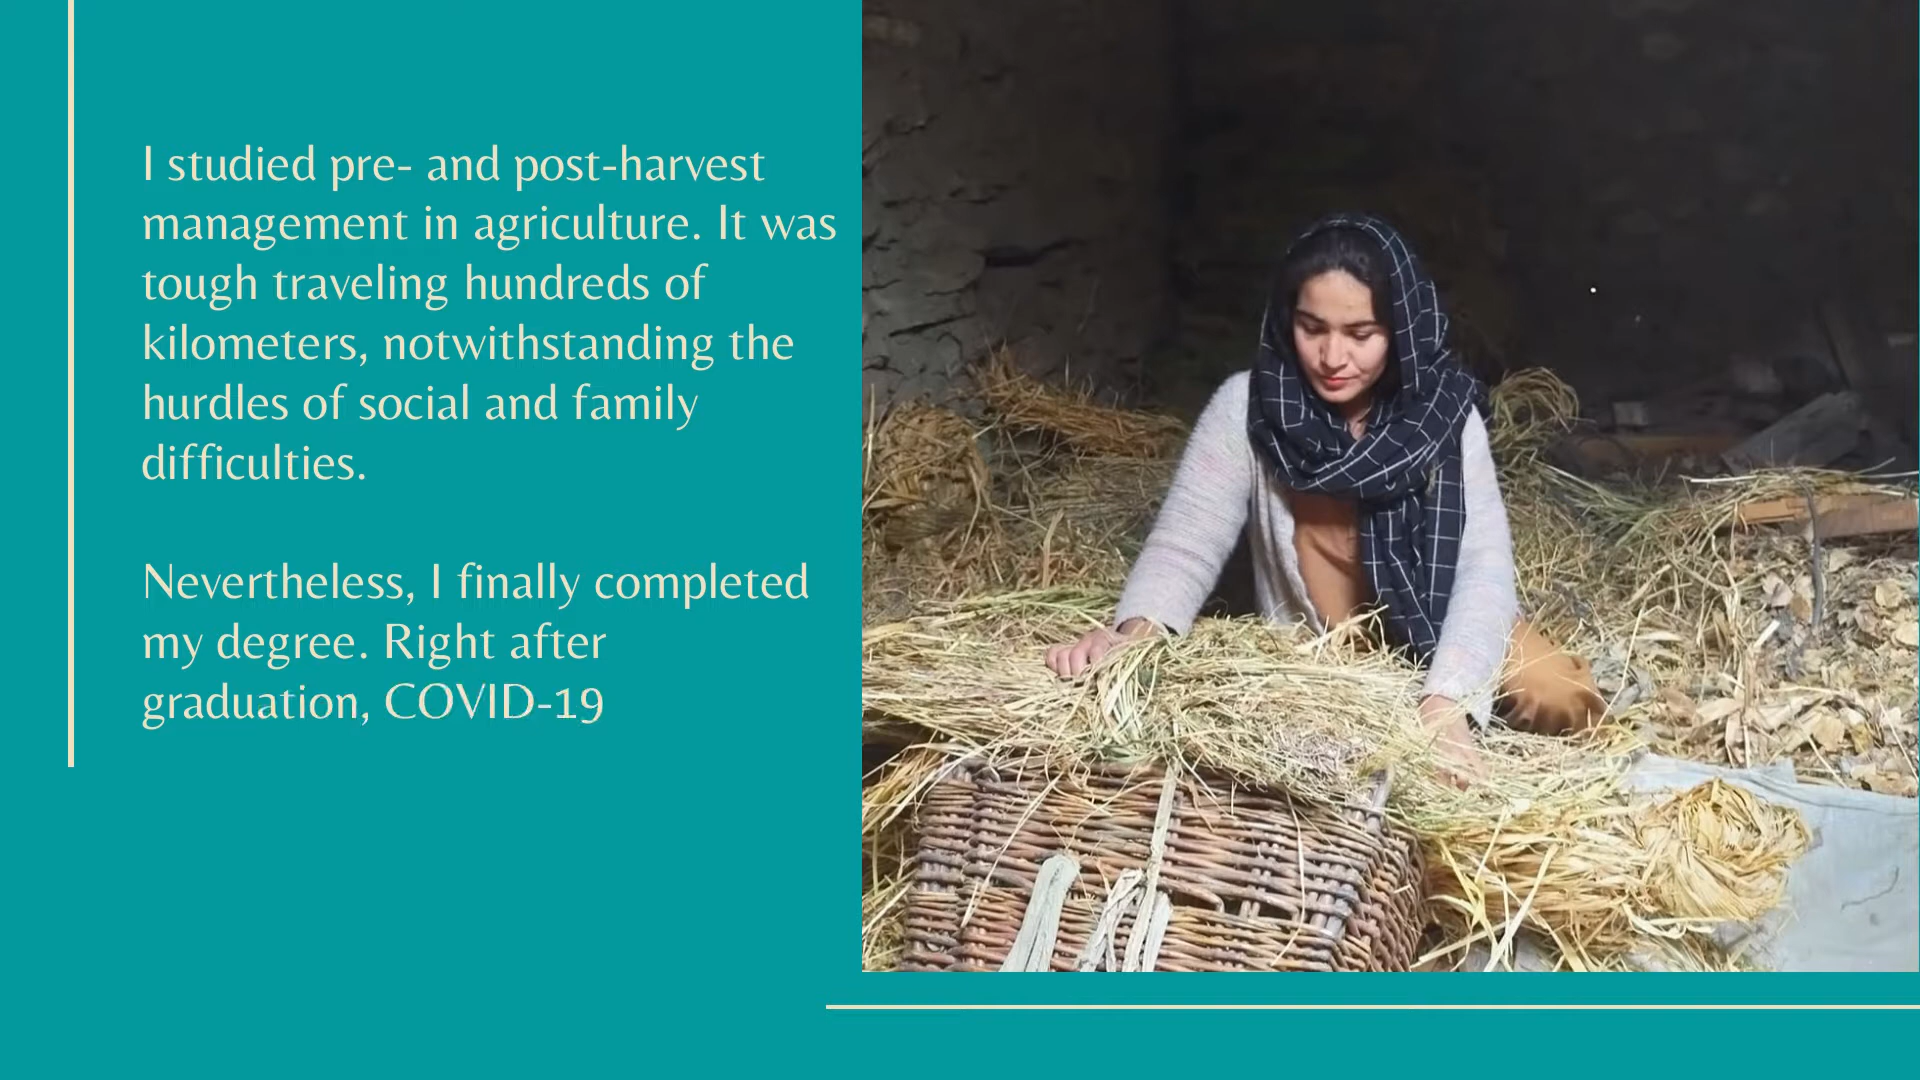 I studied pre- and post-harvest
management in agriculture. It was
tough traveling hundreds of
kilometers, notwithstanding the
hurdles of social and family
difficulties.
Nevertheless, I finally completed
my degree. Right after
graduation, COVID-19